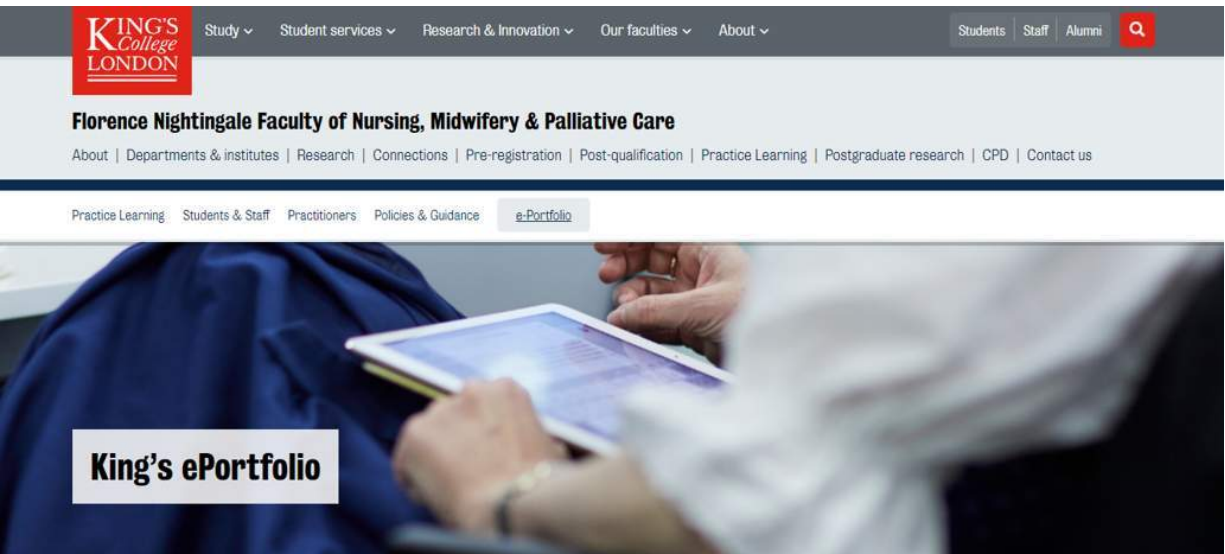 KING'S
College
LONDON
Study Student services Research & Innovation Our faculties About Students Staff Alumni
Florence Nightingale Faculty of Nursing, Midwifery & Palliative Care
About | Departments & institutes | Research | Connections | Pre-registration | Post-qualification | Practice Learning | Postgraduate research | CPD | Contact us
Practice Learning Students & Staff Practitioners Policies & Guidance e-Portfolio
King's ePortfolio